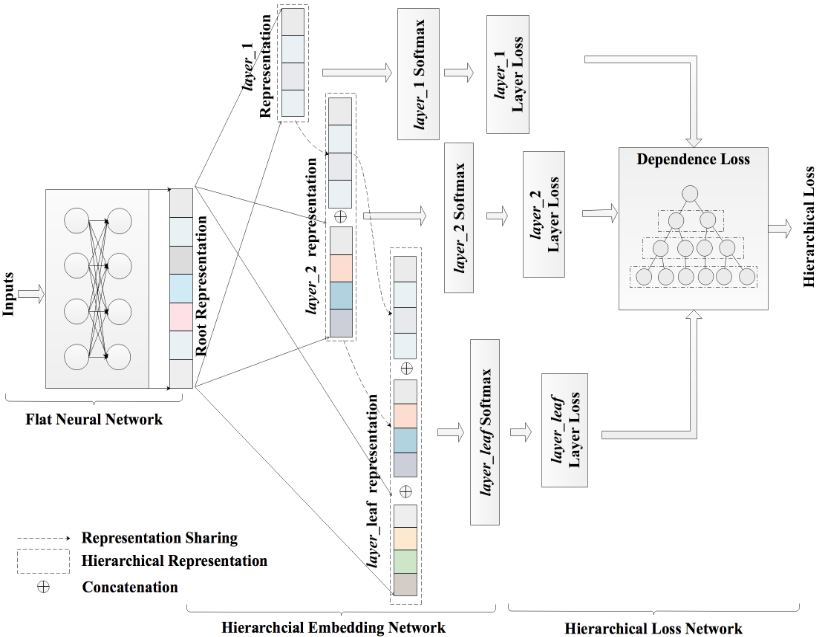 Inputs
Flat Neural Network
Root Representation
layer_1
Representation
layer_2 representation
layer_leaf representation
layer_1 Softmax
layer_2 Softmax
layer_leaf Softmax
layer_1
Layer Loss
layer_2
Layer Loss
layer_leaf
Layer Loss
Dependence Loss
Hierarchical Loss
Representation Sharing
Hierarchical Representation
Concatenation
Hierarchcial Embedding Network
Hierarchical Loss Network